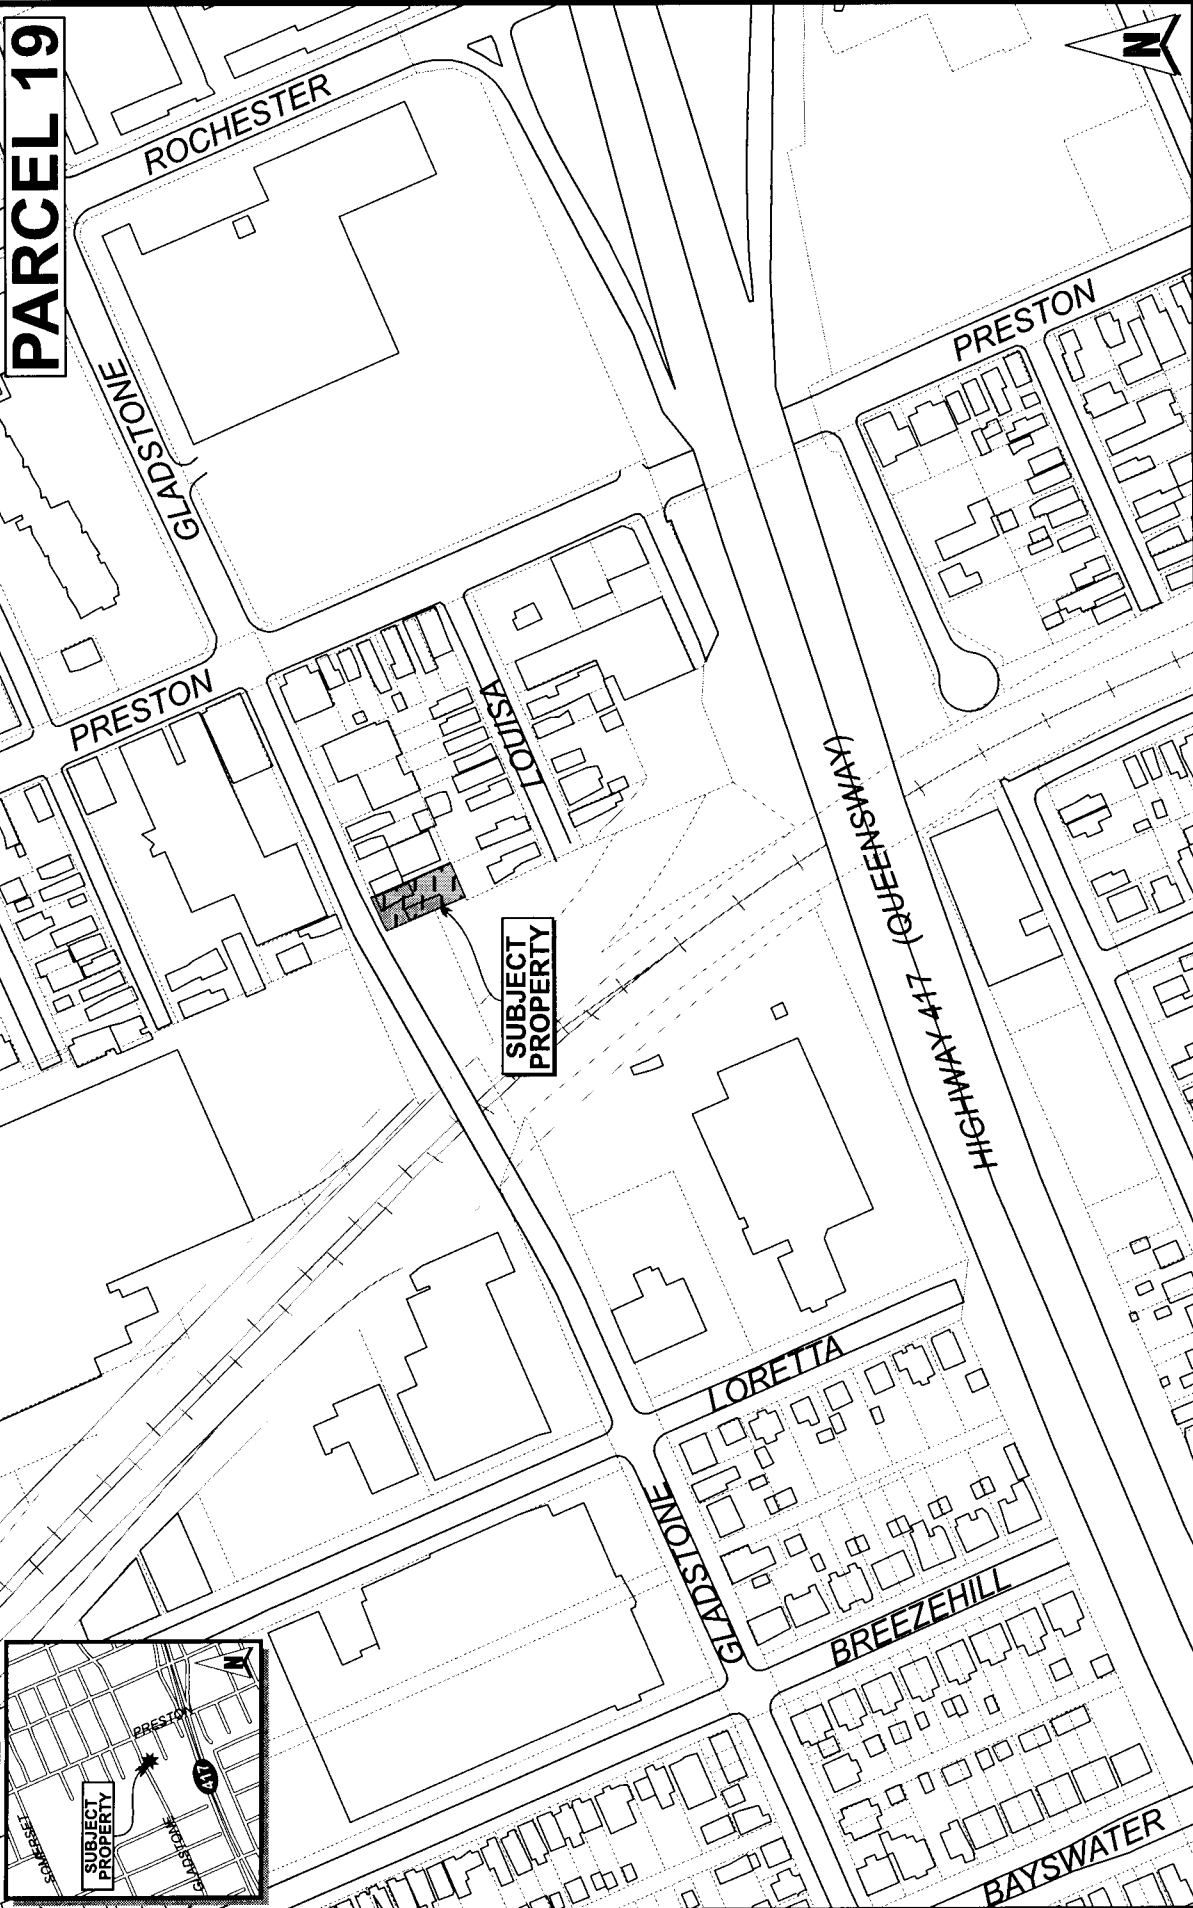 PARCEL 19
ROCHESTER
N
GLADSTONE
PRESTON
PRESTON
LOUISA
HIGHWAY 417 (QUEENSWAY)
SUBJECT
PROPERTY
LORETTA
GLADSTONE
BREEZEHILL
BAYSWATER
SOMERSET
SUBJECT
PROPERTY
PRESTON
GLADSTONE
417
N